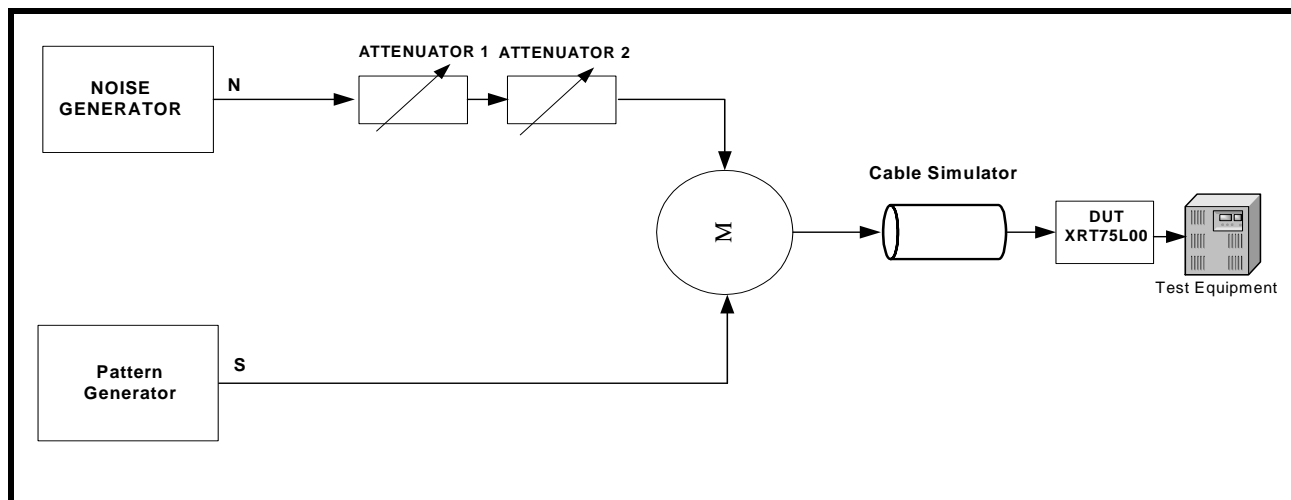 ATTENUATOR 1 ATTENUATOR 2
NOISE
GENERATOR
N
M
Cable Simulator
DUT
XRT75L00
Test Equipment
S
Pattern
Generator